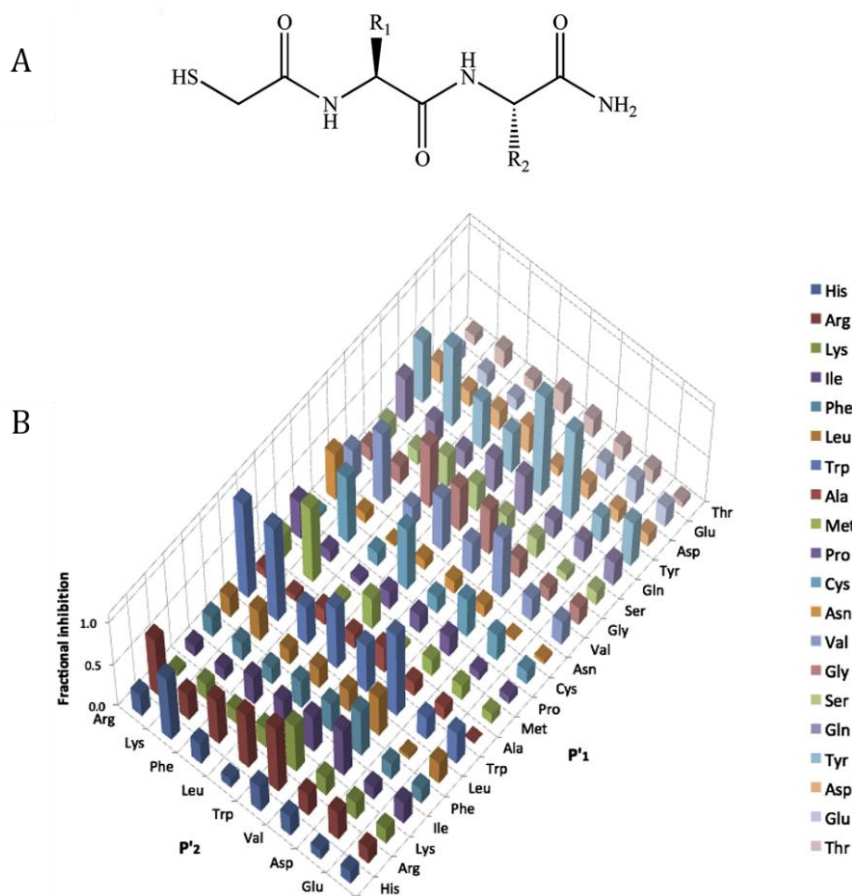 A
HS
O
N
H
R₁
O
H
N
R₂
O
NH₂
B
Fractional inhibition
1.0
0.5
0.0
Arg
Lys
Phe
Leu
Trp
Val
Asp
Glu
P'₂
His
Arg
Lys
Ile
Phe
Leu
Trp
Ala
Met
Pro
Cys
Asn
Val
Gly
Ser
Gln
Tyr
Asp
Glu
Thr
P'₁
His
Arg
Lys
Ile
Phe
Leu
Trp
Ala
Met
Pro
Cys
Asn
Val
Gly
Ser
Gln
Tyr
Asp
Glu
Thr